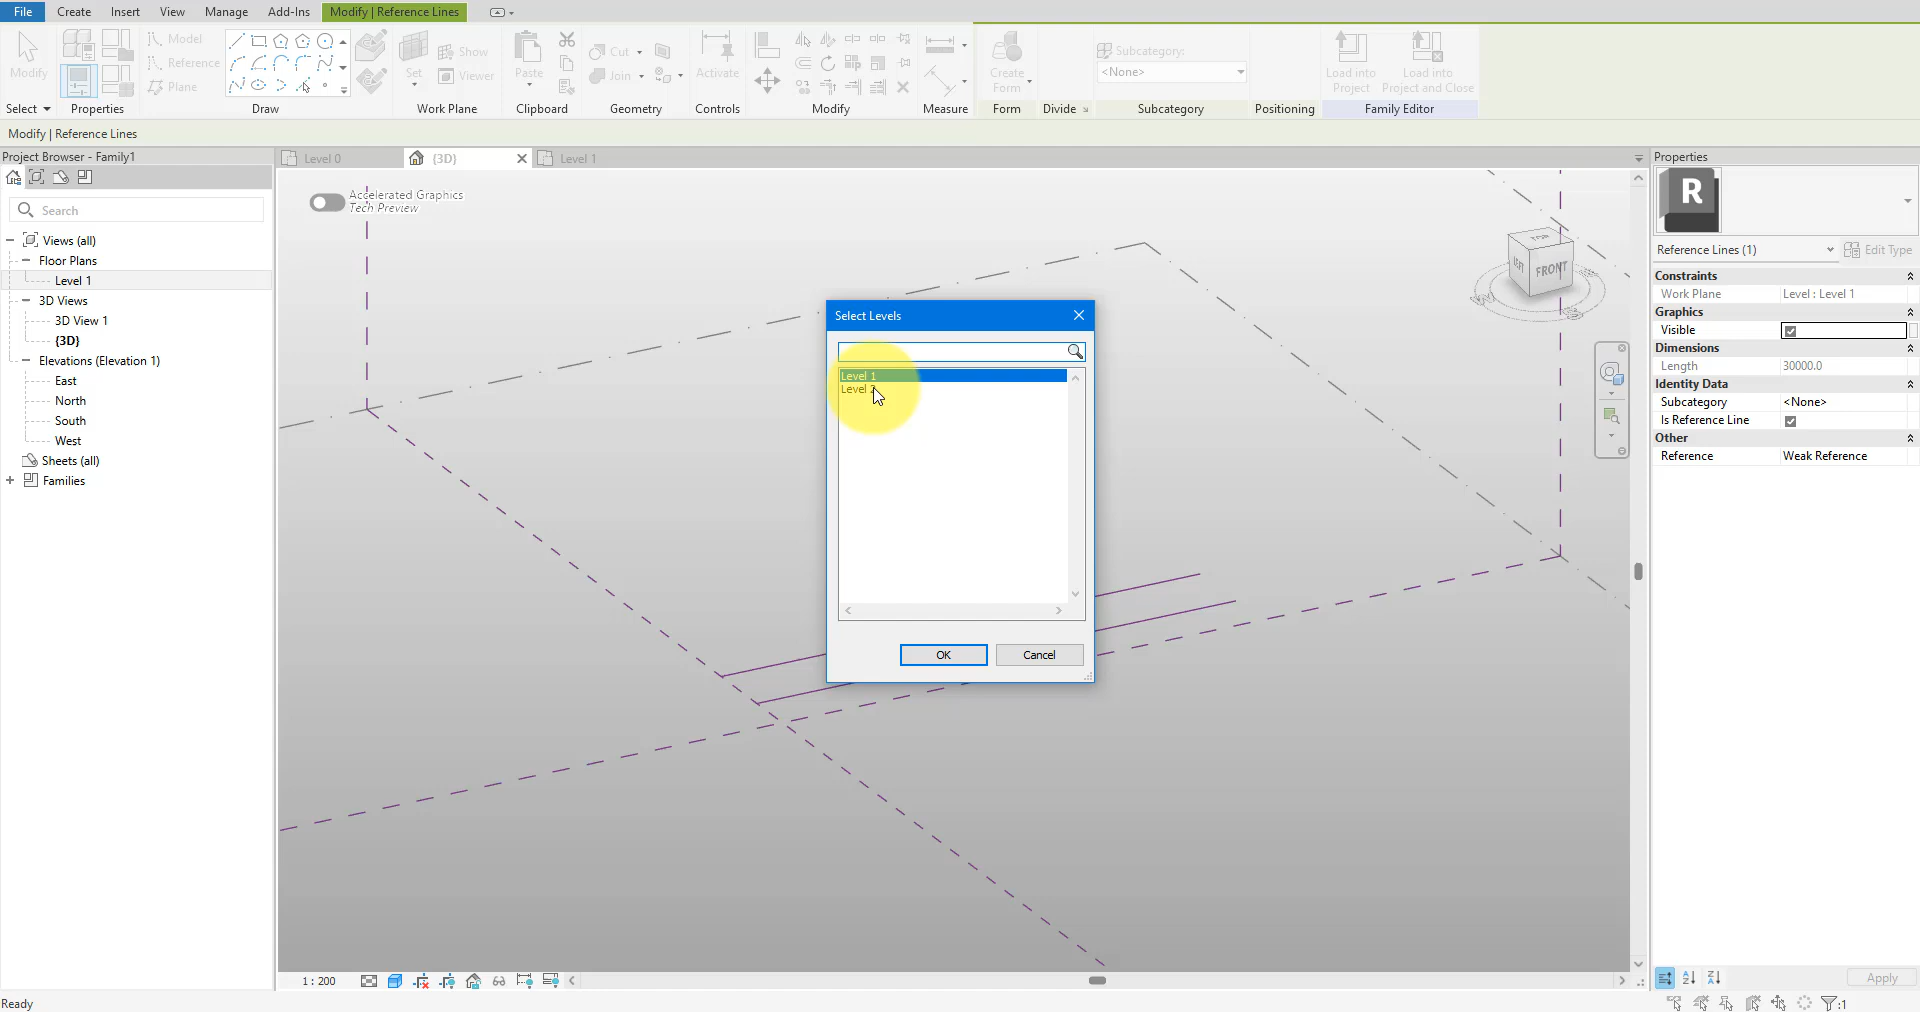 File Create Insert View Manage Add-Ins Modify | Reference Lines
Modify
Model
Reference
Plane
Set
Show
Viewer
Paste
Cut
Join
Activate
Create
Form
Subcategory:
<None>
Load into
Project
Load into
Project and Close
Select Properties Draw Work Plane Clipboard Geometry Controls Modify Measure Form Divide Subcategory Positioning Family Editor
Modify | Reference Lines
Project Browser - Family1
Search
Views (all)
Floor Plans
Level 1
3D Views
3D View 1
{3D}
Elevations (Elevation 1)
East
North
South
West
Sheets (all)
Families
Level 0 {3D} Level 1
Accelerated Graphics
Tech Preview
TOP
LEFT
FRONT
Select Levels
Level 1
Level
OK Cancel
Properties
R
Reference Lines (1) Edit Type
Constraints
Work Plane Level : Level 1
Graphics
Visible
Dimensions
Length 30000.0
Identity Data
Subcategory <None>
Is Reference Line
Other
Reference Weak Reference
Apply
1 : 200
Ready
:1